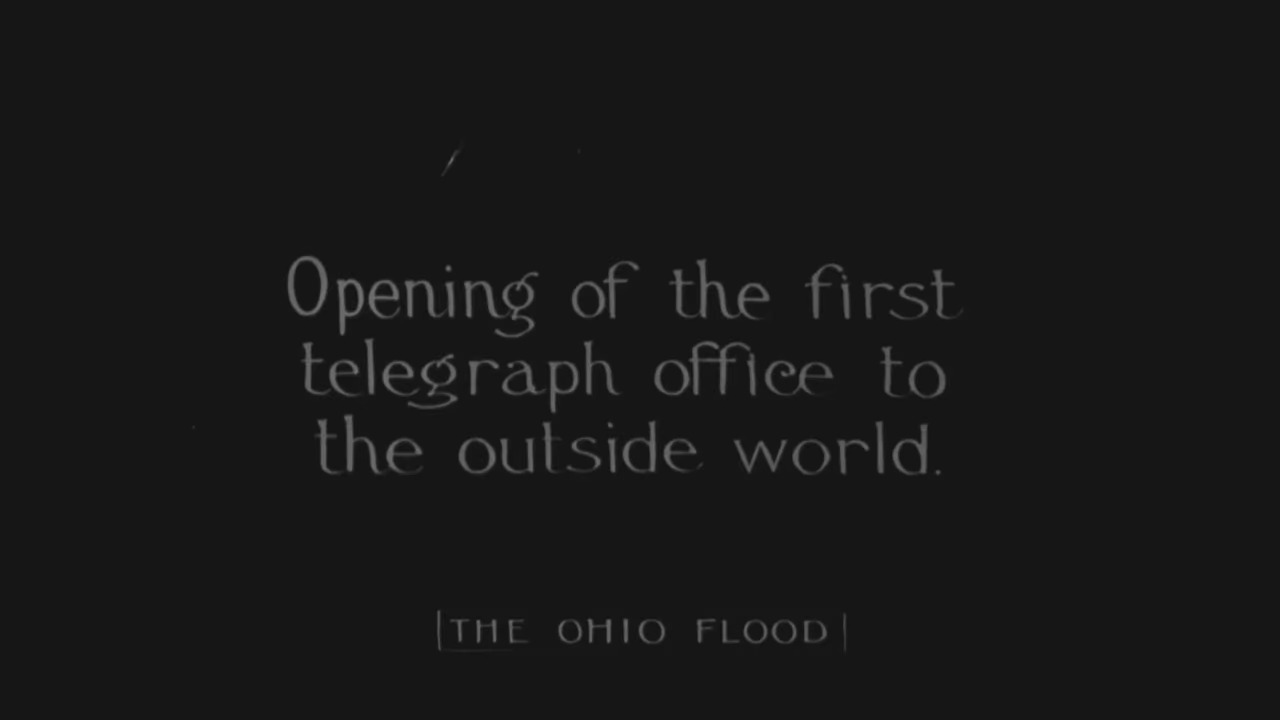 Opening of the first
telegraph office to
the outside world.
THE OHIO FLOOD